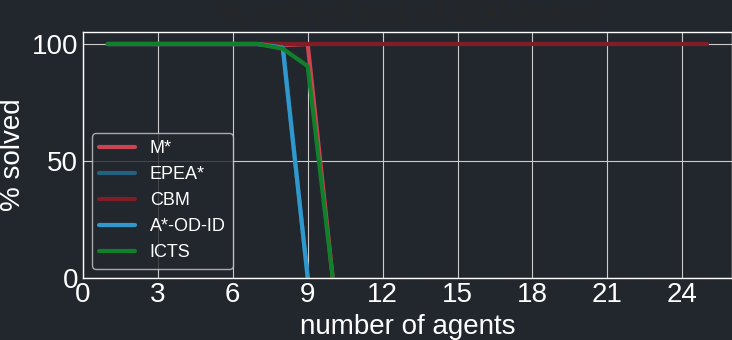 100
50
0
% solved
M*
EPEA*
CBM
A*-OD-ID
ICTS
0 3 6 9 12 15 18 21 24
number of agents